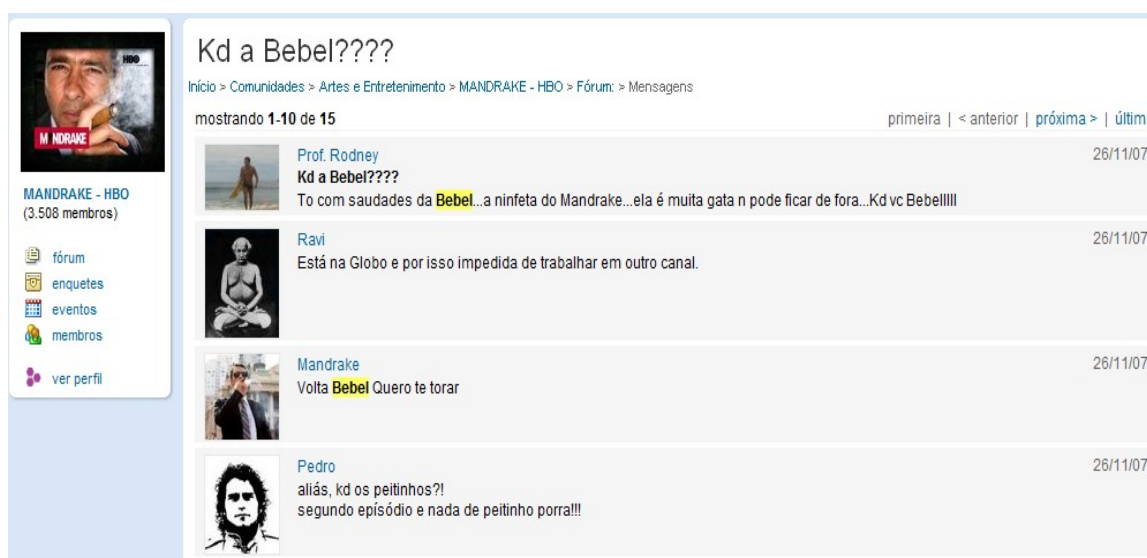 HBO
MANDRAKE
MANDRAKE - HBO
(3.508 membros)
fórum
enquetes
eventos
membros
ver perfil
Kd a Bebel????
Início > Comunidades > Artes e Entretenimento > MANDRAKE - HBO > Fórum: > Mensagens
mostrando 1-10 de 15
primeira | < anterior | próxima > | últim
Prof. Rodney 26/11/07
Kd a Bebel????
To com saudades da Bebel...a ninfeta do Mandrake...ela é muita gata n pode ficar de fora...Kd vc Bebelllll
Ravi 26/11/07
Está na Globo e por isso impedida de trabalhar em outro canal.
Mandrake 26/11/07
Volta Bebel Quero te torar
Pedro 26/11/07
aliás, kd os peitinhos?!
segundo epísódio e nada de peitinho porra!!!